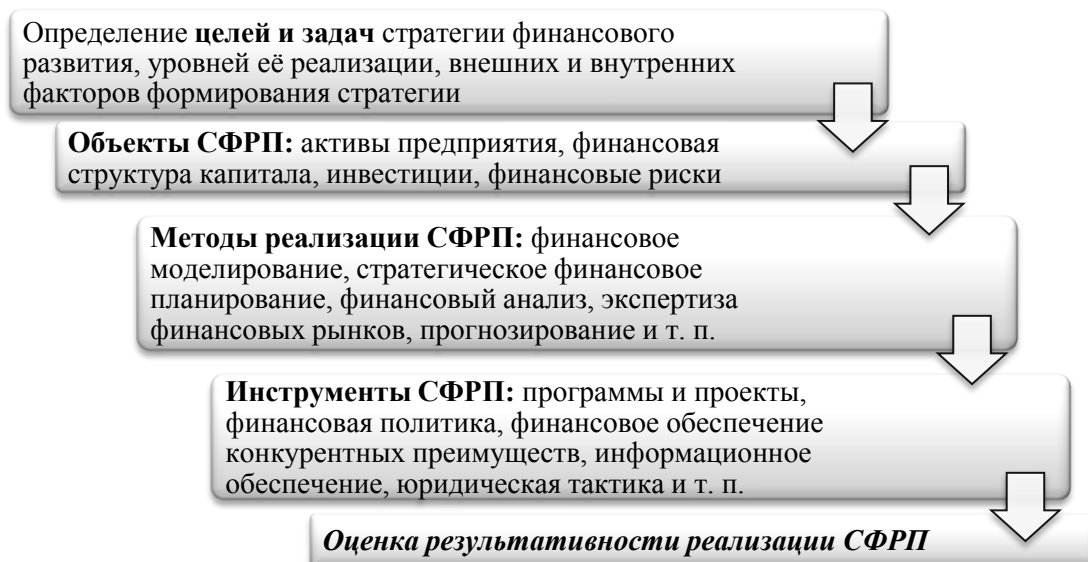 Определение целей и задач стратегии финансового
развития, уровней её реализации, внешних и внутренних
факторов формирования стратегии
Объекты СФРП: активы предприятия, финансовая
структура капитала, инвестиции, финансовые риски
Методы реализации СФРП: финансовое
моделирование, стратегическое финансовое
планирование, финансовый анализ, экспертиза
финансовых рынков, прогнозирование и т. п.
Инструменты СФРП: программы и проекты,
финансовая политика, финансовое обеспечение
конкурентных преимуществ, информационное
обеспечение, юридическая тактика и т. п.
Оценка результативности реализации СФРП